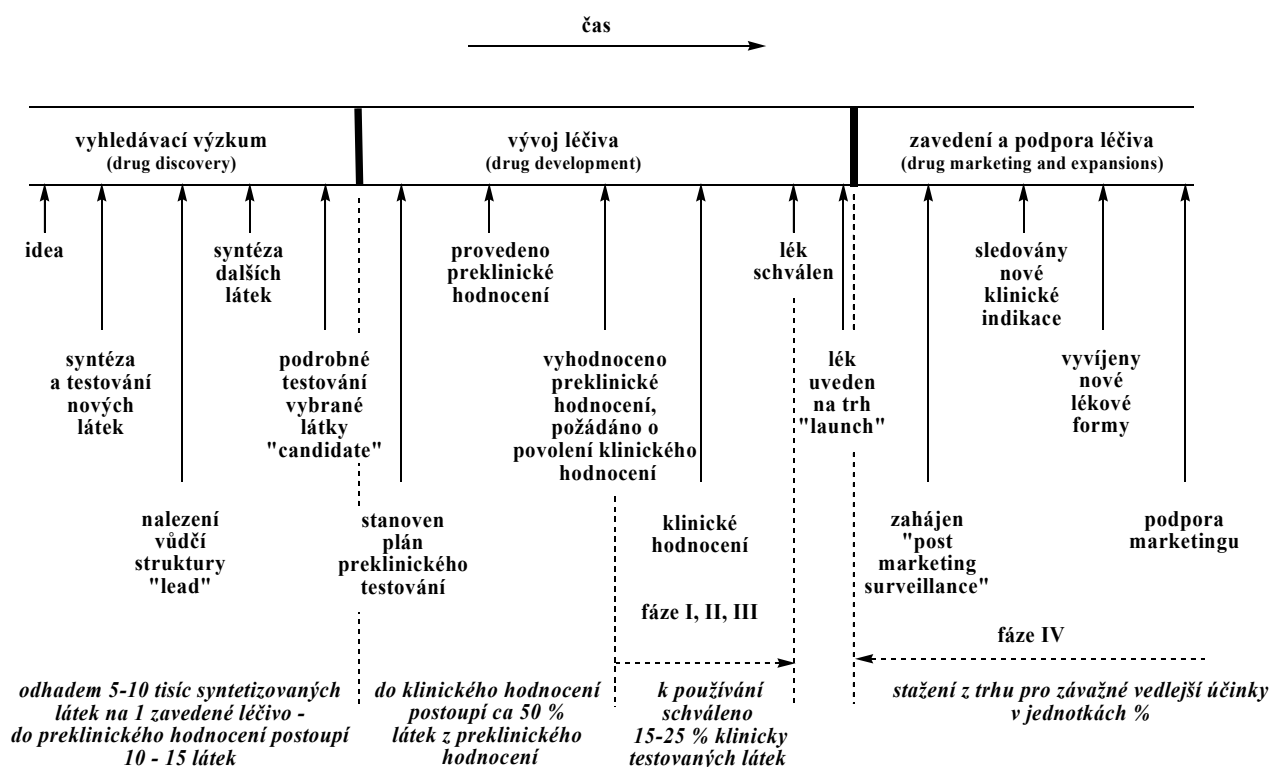 čas
vyhledávací výzkum
(drug discovery)
vývoj léčiva
(drug development)
zavedení a podpora léčiva
(drug marketing and expansions)
idea
syntéza
a testování
nových
látek
nalezení
vůdčí
struktury
"lead"
syntéza
dalších
látek
podrobné
testování
vybrané
látky
"candidate"
stanoven
plán
preklinického
testování
provedeno
preklinické
hodnocení
vyhodnoceno
preklinické
hodnocení,
požádáno o
povolení klinického
hodnocení
klinické
hodnocení
fáze I, II, III
lék
schválen
lék
uveden
na trh
"launch"
zahájen
"post
marketing
surveillance"
sledovány
nové
klinické
indikace
vyvíjeny
nové
lékové
formy
podpora
marketingu
fáze IV
odhadem 5-10 tisíc syntetizovaných
látek na 1 zavedené léčivo -
do preklinického hodnocení postoupí
10 - 15 látek
do klinického hodnocení
postoupí ca 50 %
látek z preklinického
hodnocení
k používání
schváleno
15-25 % klinicky
testovaných látek
stažení z trhu pro závažné vedlejší účinky
v jednotkách %